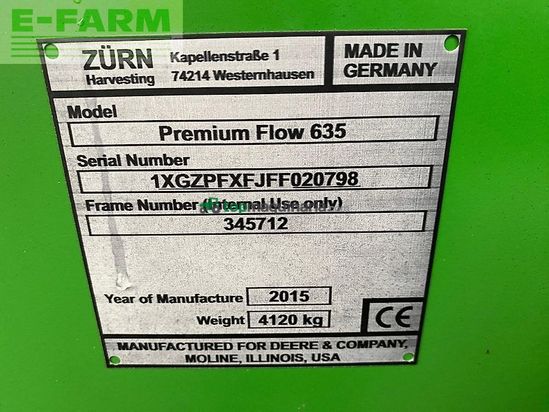 E-FARM
ZÜRN
Harvesting
Kapellenstraße 1
74214 Westernhausen
MADE IN
GERMANY
Model
Premium Flow 635
Serial Number
1XGZPFXFJFF020798
Frame Number (Internal Use only)
345712
Year of Manufacture 2015
Weight 4120 kg
CE
MANUFACTURED FOR DEERE & COMPANY,
MOLINE, ILLINOIS, USA